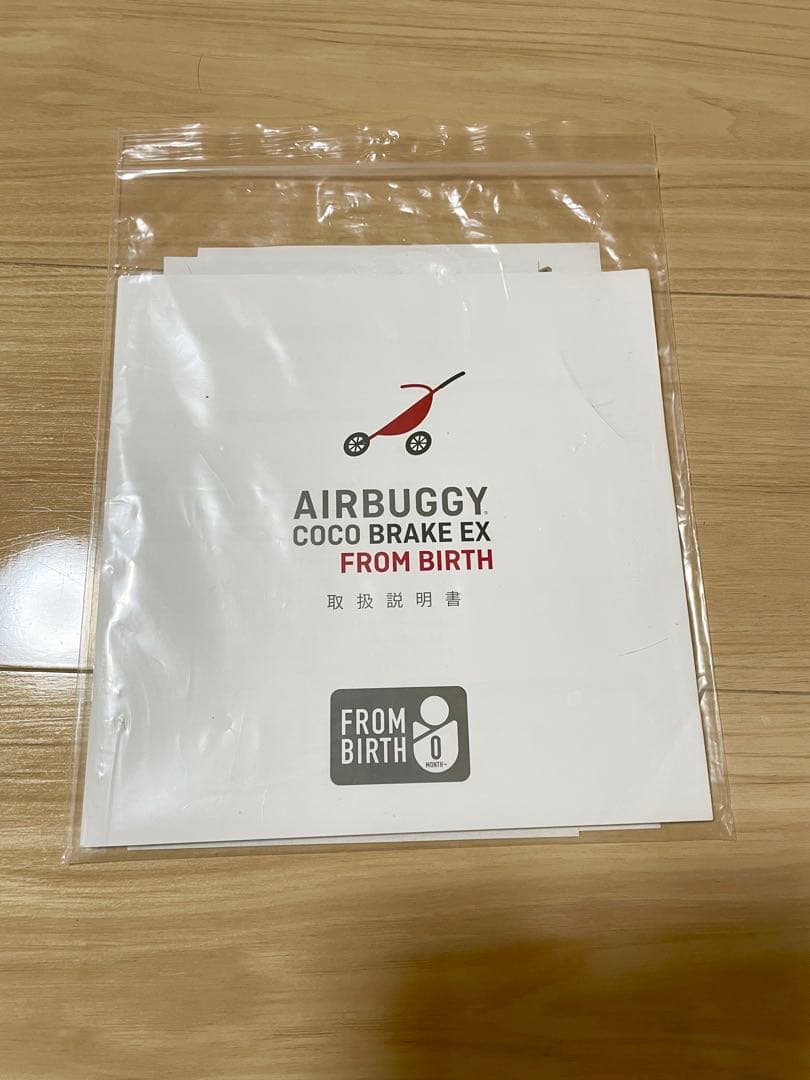 AIRBUGGY®
COCO BRAKE EX
FROM BIRTH
取扱説明書
FROM
BIRTH
0
MONTH~